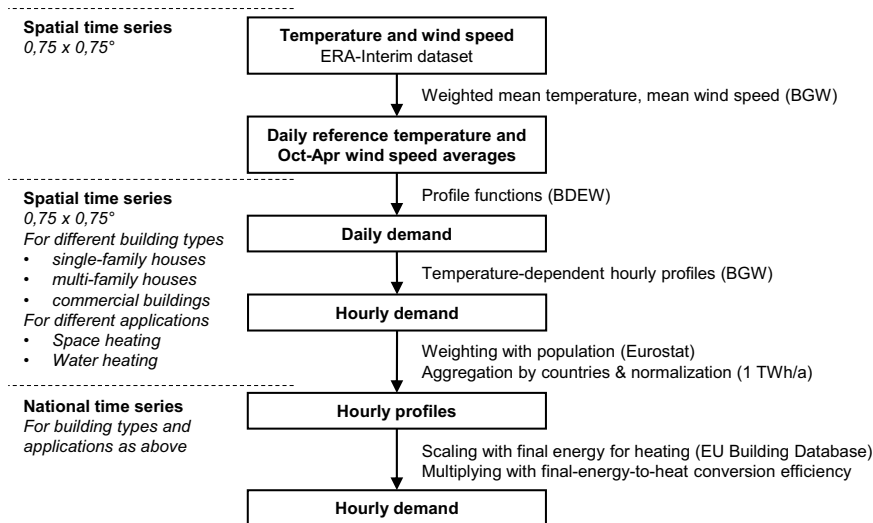 Spatial time series
0,75 x 0,75°
Temperature and wind speed
ERA-Interim dataset
Weighted mean temperature, mean wind speed (BGW)
Daily reference temperature and
Oct-Apr wind speed averages
Spatial time series
0,75 x 0,75°
For different building types
• single-family houses
• multi-family houses
• commercial buildings
For different applications
• Space heating
• Water heating
Profile functions (BDEW)
Daily demand
Temperature-dependent hourly profiles (BGW)
Hourly demand
Weighting with population (Eurostat)
Aggregation by countries & normalization (1 TWh/a)
National time series
For building types and
applications as above
Hourly profiles
Scaling with final energy for heating (EU Building Database)
Multiplying with final-energy-to-heat conversion efficiency
Hourly demand